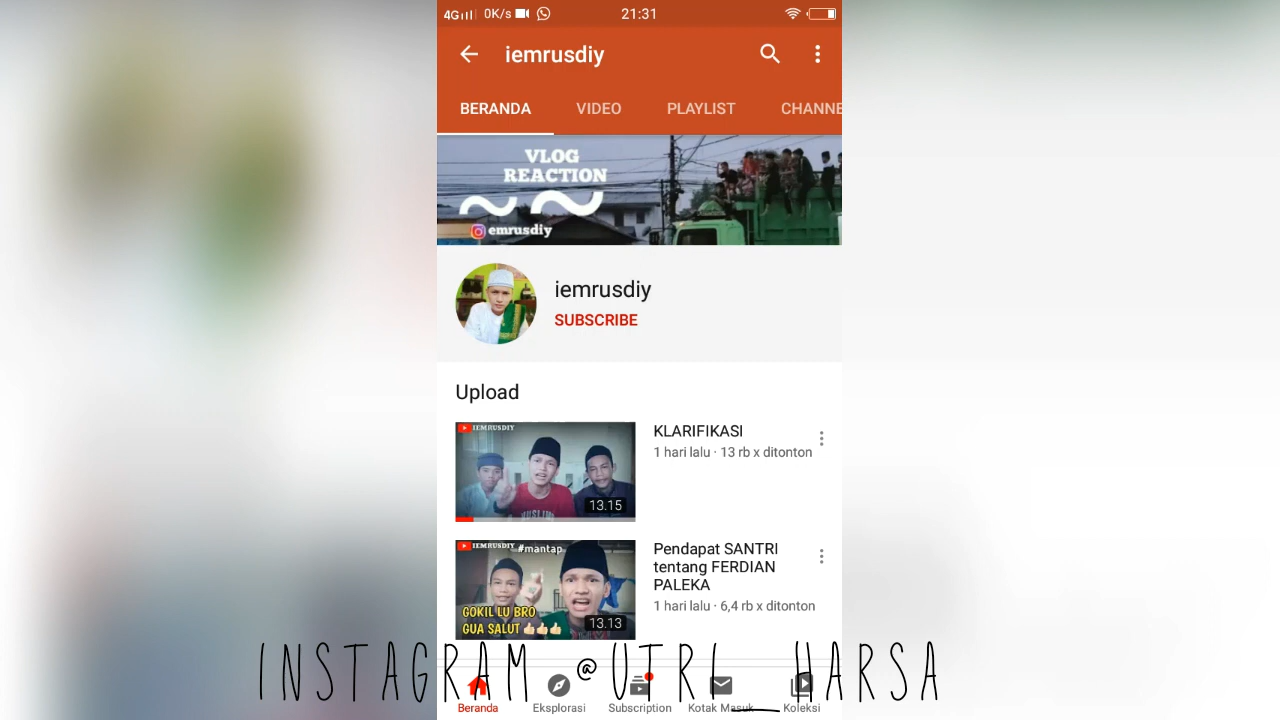 4G 0K/s 21:31
iemrusdiy
BERANDA VIDEO PLAYLIST CHANNE
VLOG
REACTION
emrusdiy
iemrusdiy
SUBSCRIBE
Upload
IEMRUSDIY
MUSLIM
13.15
KLARIFIKASI
1 hari lalu · 13 rb x ditonton
IEMRUSDIY #mantap
GOKIL LU BRO
GUA SALUT
13.13
Pendapat SANTRI
tentang FERDIAN
PALEKA
1 hari lalu · 6,4 rb x ditonton
INSTAGRAM @UTRI__HARSA
Beranda Eksplorasi Subscription Kotak Masuk Koleksi